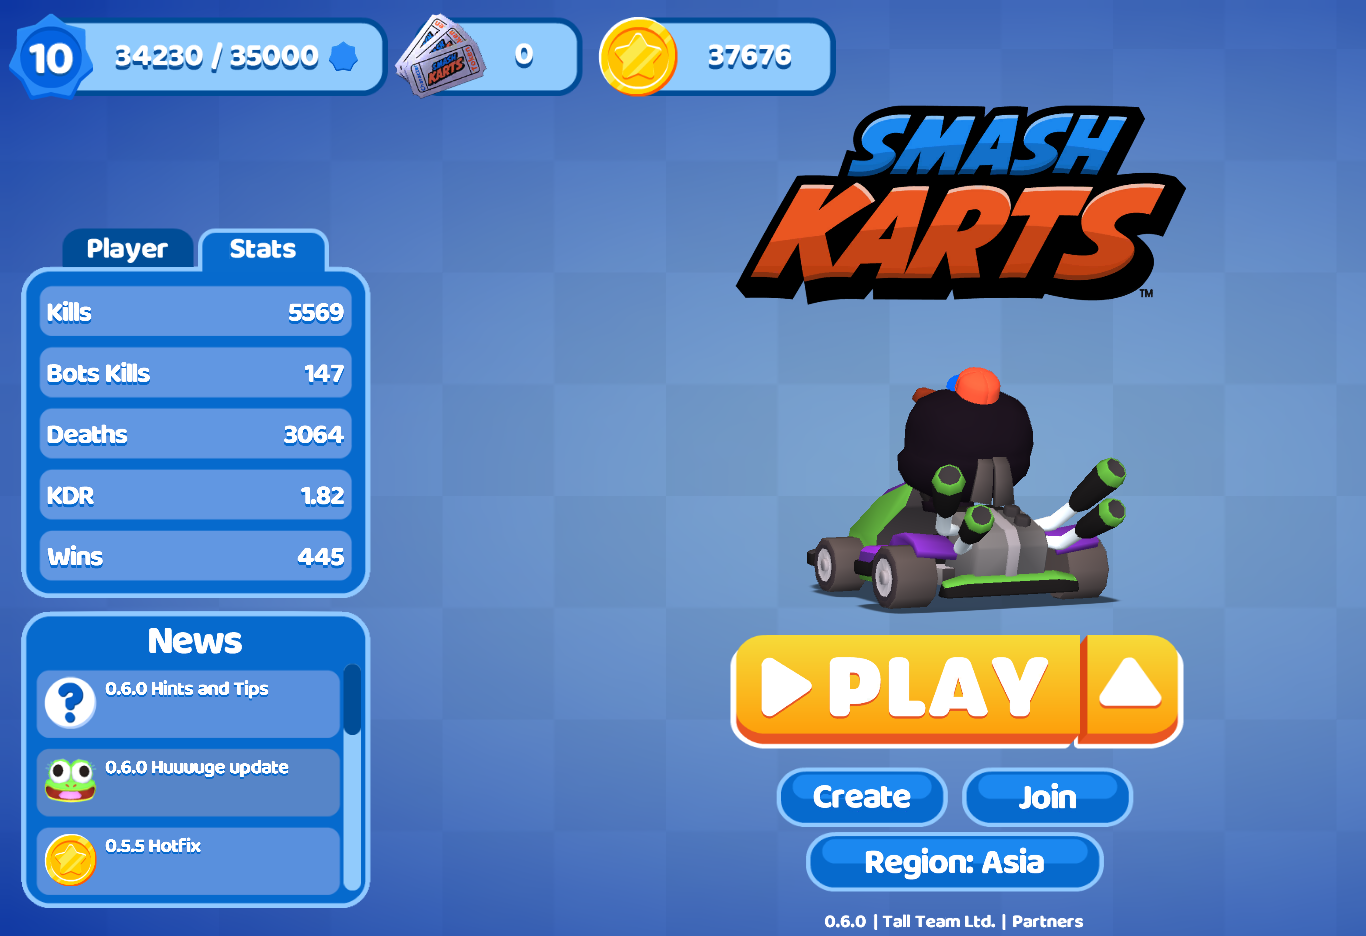 10
34230 / 35000
SMASH KARTS
0
37676
SMASH
KARTS
TM
Player
Stats
Kills 5569
Bots Kills 147
Deaths 3064
KDR 1.82
Wins 445
News
0.6.0 Hints and Tips
0.6.0 Huuuuge update
0.5.5 Hotfix
PLAY
Create
Join
Region: Asia
0.6.0 | Tall Team Ltd. | Partners